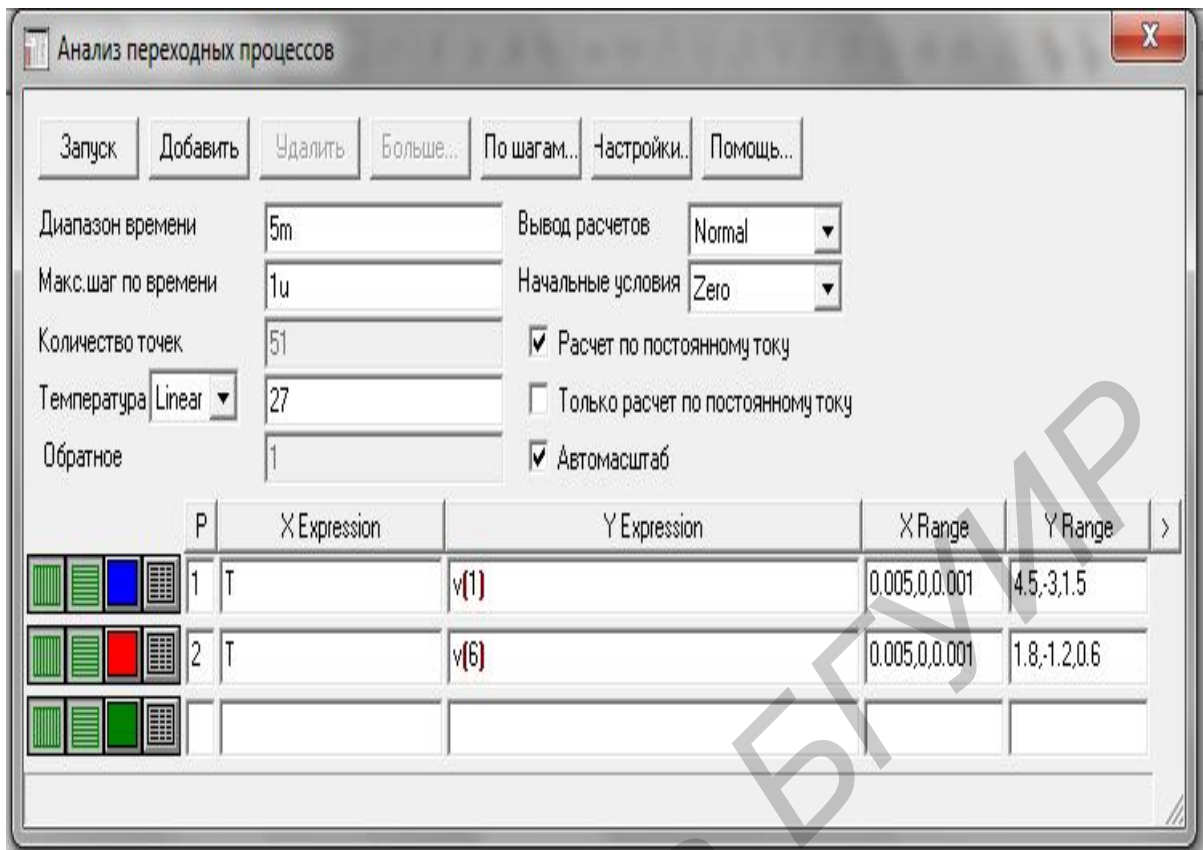 Анализ переходных процессов
X
Запуск Добавить Удалить Больше... По шагам... Настройки.. Помощь...
Диапазон времени 5m Вывод расчетов Normal
Макс.шаг по времени 1u Начальные условия Zero
Количество точек 51 Расчет по постоянному току
Температура Linear 27 Только расчет по постоянному току
Обратное 1 Автомасштаб
P X Expression Y Expression X Range Y Range >
1 T v(1) 0.005,0,0.001 4.5,-3,1.5
2 T v(6) 0.005,0,0.001 1.8,-1.2,0.6
БГУИР